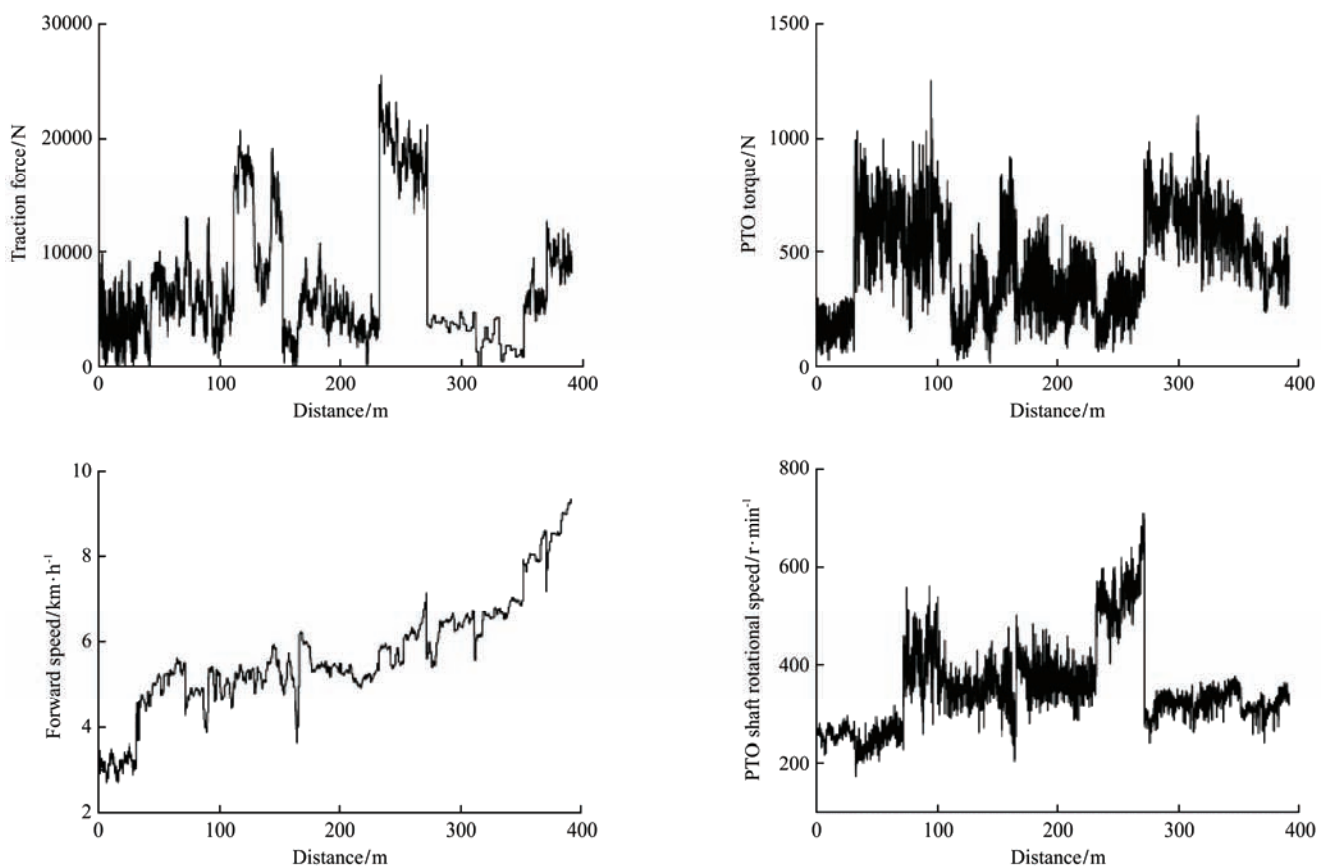 30000
20000
10000
0
Traction force/N
0 100 200 300 400
Distance/m
1500
1000
500
0
PTO torque/N
0 100 200 300 400
Distance/m
10
8
6
4
2
Forward speed/km·h⁻¹
0 100 200 300 400
Distance/m
800
600
400
200
PTO shaft rotational speed/r·min⁻¹
0 100 200 300 400
Distance/m